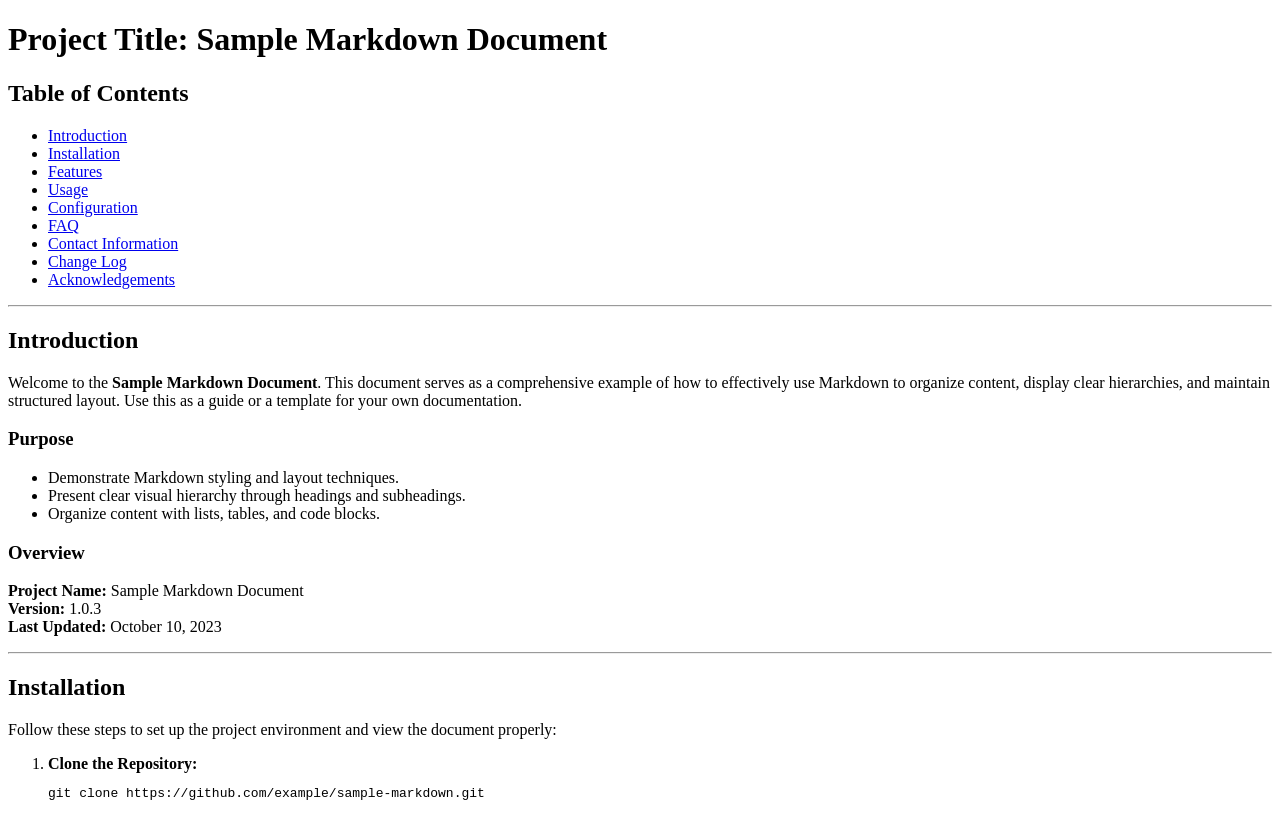 Project Title: Sample Markdown Document
Table of Contents
Introduction
Installation
Features
Usage
Configuration
FAQ
Contact Information
Change Log
Acknowledgements
Introduction
Welcome to the Sample Markdown Document. This document serves as a comprehensive example of how to effectively use Markdown to organize content, display clear hierarchies, and maintain
structured layout. Use this as a guide or a template for your own documentation.
Purpose
Demonstrate Markdown styling and layout techniques.
Present clear visual hierarchy through headings and subheadings.
Organize content with lists, tables, and code blocks.
Overview
Project Name: Sample Markdown Document
Version: 1.0.3
Last Updated: October 10, 2023
Installation
Follow these steps to set up the project environment and view the document properly:
1. Clone the Repository:
git clone https://github.com/example/sample-markdown.git